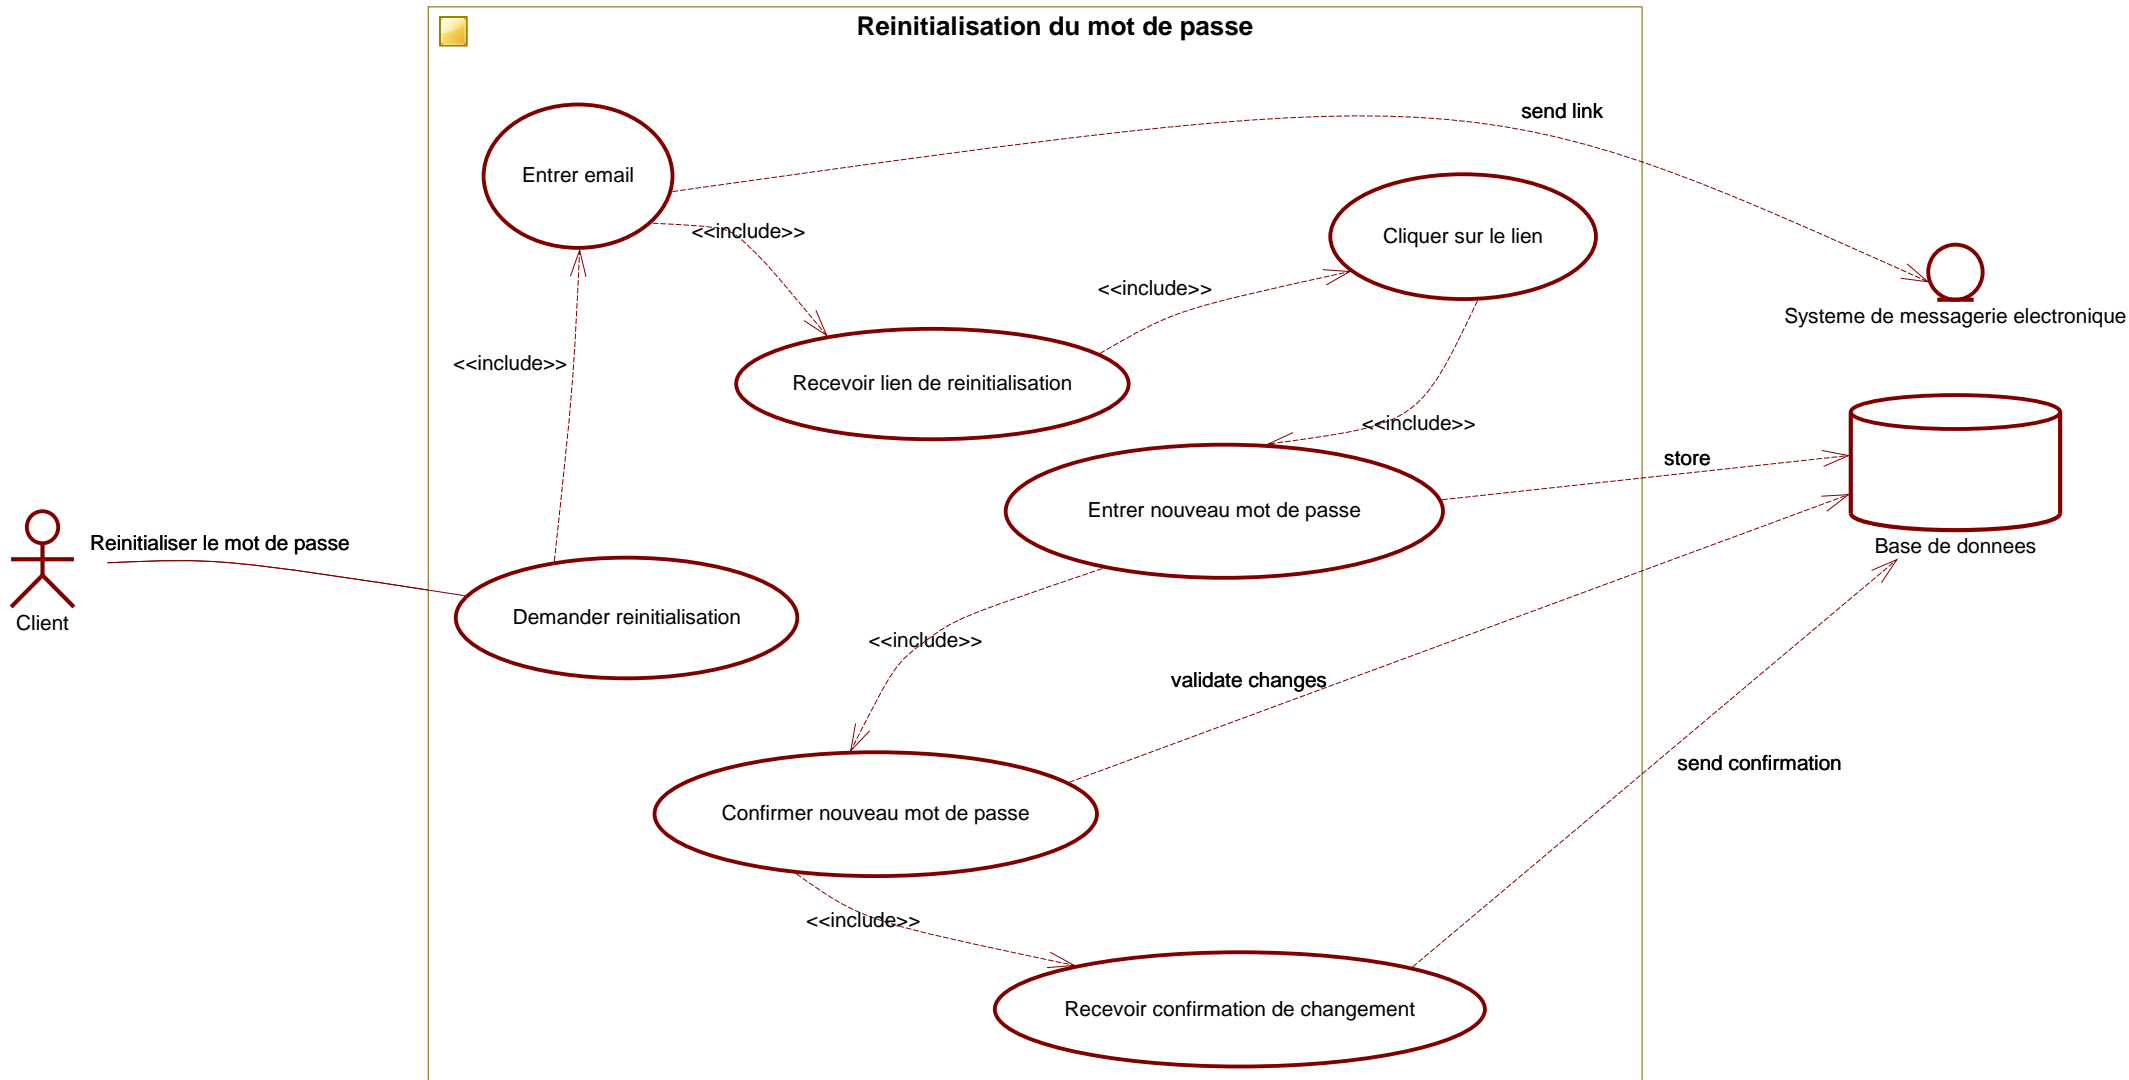 Reinitialisation du mot de passe
send link
Entrer email
<<include>>
Cliquer sur le lien
<<include>>
Systeme de messagerie electronique
<<include>>
Recevoir lien de reinitialisation
<<include>>
store
Entrer nouveau mot de passe
Reinitialiser le mot de passe
Base de donnees
Client
Demander reinitialisation
<<include>>
validate changes
send confirmation
Confirmer nouveau mot de passe
<<include>>
Recevoir confirmation de changement